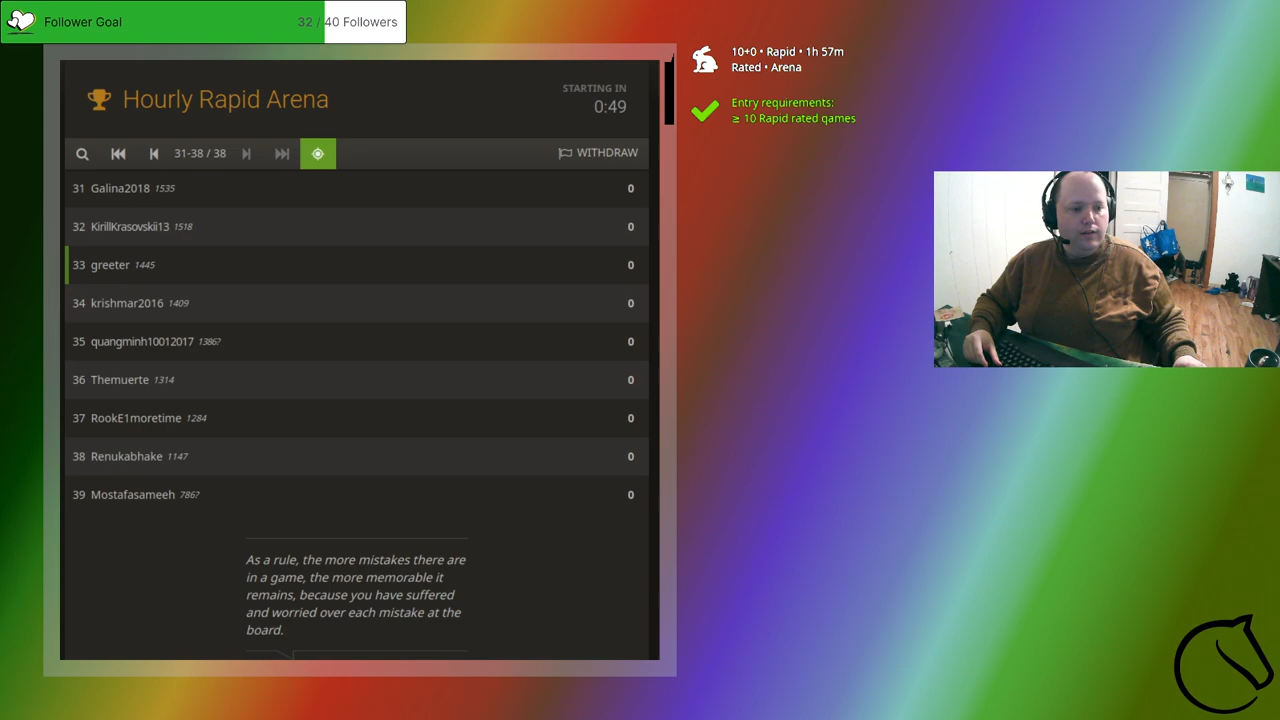 Follower Goal
32 / 40 Followers
Hourly Rapid Arena
STARTING IN
0:49
31-38 / 38
WITHDRAW
31 Galina2018 1535 0
32 KirillKrasovskii13 1518 0
33 greeter 1445 0
34 krishmar2016 1409 0
35 quangminh10012017 1386? 0
36 Themuerte 1314 0
37 RookE1moretime 1284 0
38 Renukabhake 1147 0
39 Mostafasameeh 786? 0
As a rule, the more mistakes there are
in a game, the more memorable it
remains, because you have suffered
and worried over each mistake at the
board.
10+0 • Rapid • 1h 57m
Rated • Arena
Entry requirements:
≥ 10 Rapid rated games